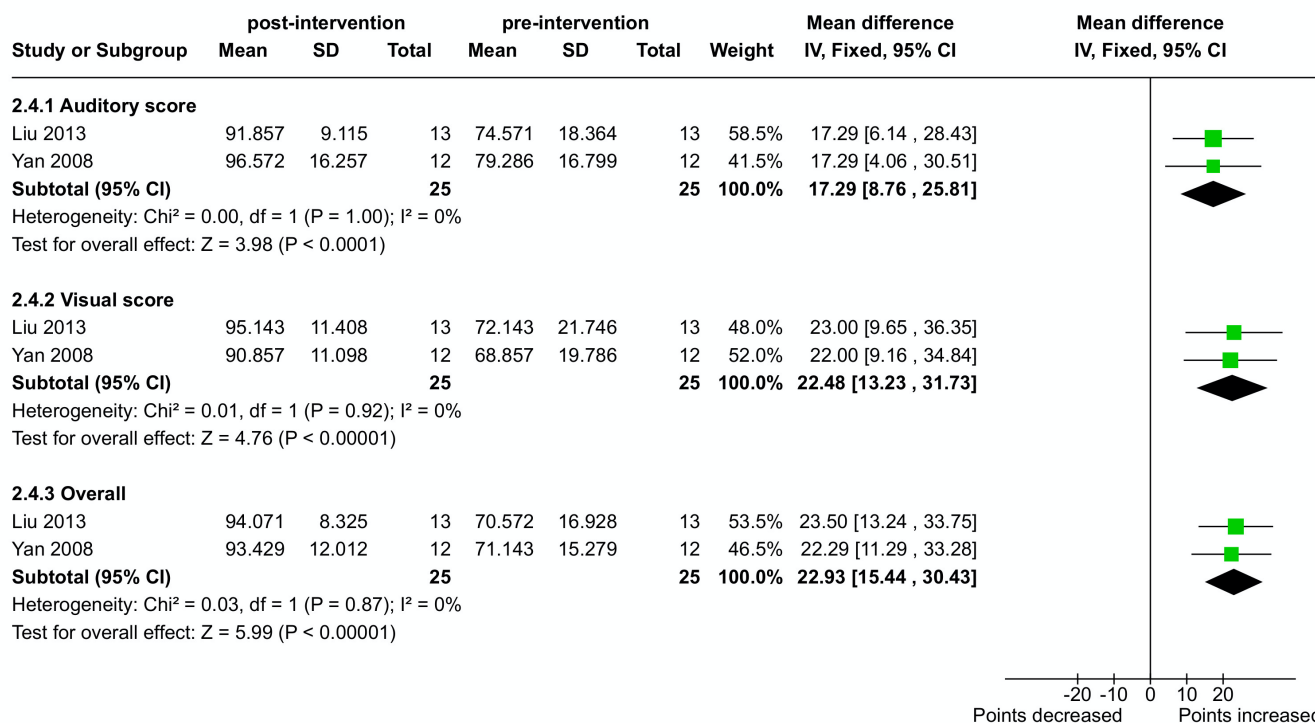 post-intervention pre-intervention Mean difference Mean difference
Study or Subgroup Mean SD Total Mean SD Total Weight IV, Fixed, 95% CI IV, Fixed, 95% CI
2.4.1 Auditory score
Liu 2013 91.857 9.115 13 74.571 18.364 13 58.5% 17.29 [6.14 , 28.43]
Yan 2008 96.572 16.257 12 79.286 16.799 12 41.5% 17.29 [4.06 , 30.51]
Subtotal (95% CI) 25 25 100.0% 17.29 [8.76 , 25.81]
Heterogeneity: Chi² = 0.00, df = 1 (P = 1.00); I² = 0%
Test for overall effect: Z = 3.98 (P < 0.0001)
2.4.2 Visual score
Liu 2013 95.143 11.408 13 72.143 21.746 13 48.0% 23.00 [9.65 , 36.35]
Yan 2008 90.857 11.098 12 68.857 19.786 12 52.0% 22.00 [9.16 , 34.84]
Subtotal (95% CI) 25 25 100.0% 22.48 [13.23 , 31.73]
Heterogeneity: Chi² = 0.01, df = 1 (P = 0.92); I² = 0%
Test for overall effect: Z = 4.76 (P < 0.00001)
2.4.3 Overall
Liu 2013 94.071 8.325 13 70.572 16.928 13 53.5% 23.50 [13.24 , 33.75]
Yan 2008 93.429 12.012 12 71.143 15.279 12 46.5% 22.29 [11.29 , 33.28]
Subtotal (95% CI) 25 25 100.0% 22.93 [15.44 , 30.43]
Heterogeneity: Chi² = 0.03, df = 1 (P = 0.87); I² = 0%
Test for overall effect: Z = 5.99 (P < 0.00001)
-20 -10 0 10 20
Points decreased Points increased